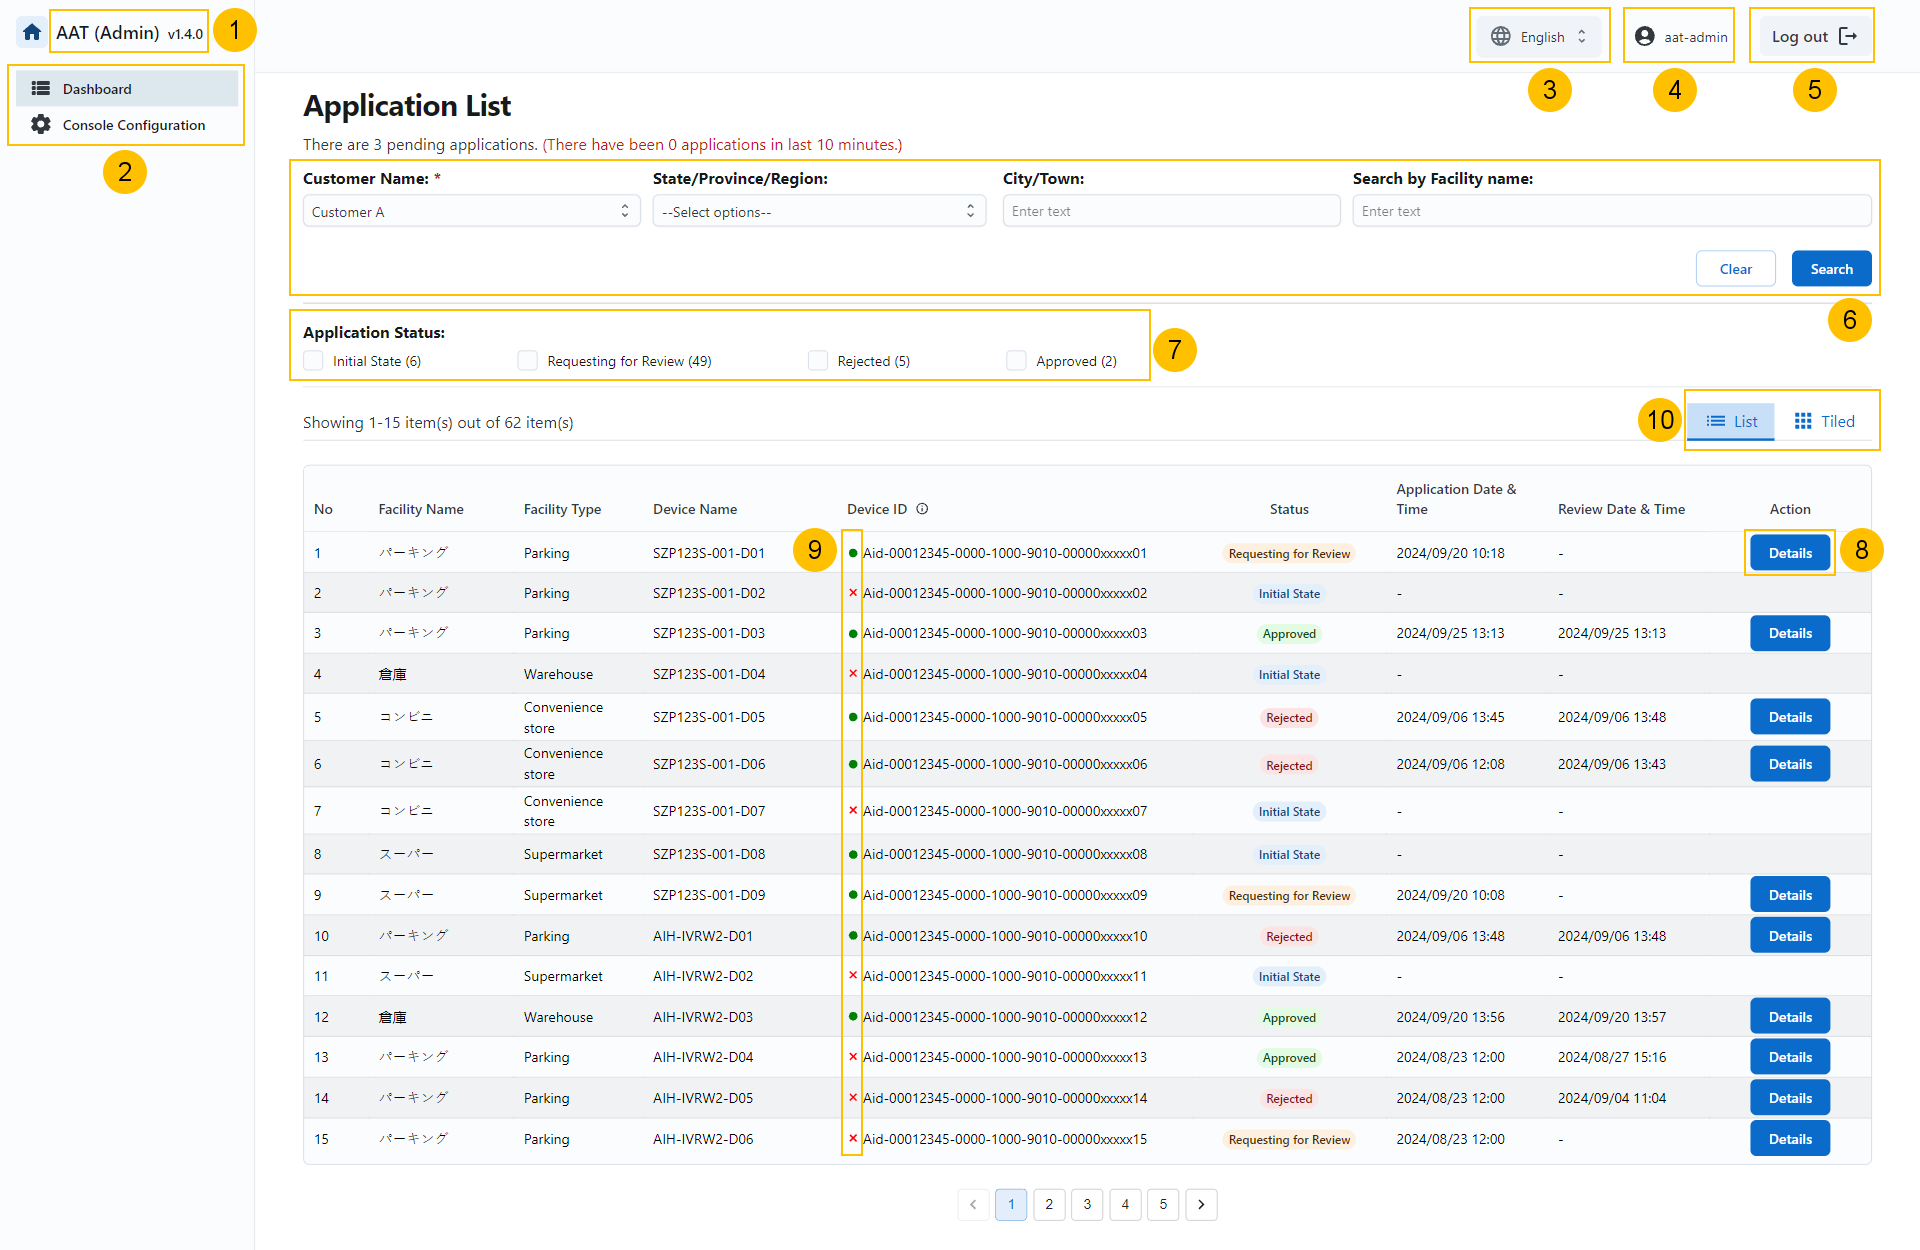 AAT (Admin) v1.4.0
1
English
aat-admin
Log out
3
4
5
Dashboard
Console Configuration
2
Application List
There are 3 pending applications. (There have been 0 applications in last 10 minutes.)
Customer Name: *
State/Province/Region:
City/Town:
Search by Facility name:
Customer A
--Select options--
Enter text
Enter text
Clear
Search
6
Application Status:
Initial State (6)
Requesting for Review (49)
Rejected (5)
Approved (2)
7
Showing 1-15 item(s) out of 62 item(s)
10
List
Tiled
No Facility Name Facility Type Device Name Device ID Status Application Date & Time Review Date & Time Action
9
8
1 パーキング Parking SZP123S-001-D01 Aid-00012345-0000-1000-9010-00000xxxxx01 Requesting for Review 2024/09/20 10:18 - Details
2 パーキング Parking SZP123S-001-D02 Aid-00012345-0000-1000-9010-00000xxxxx02 Initial State - -
3 パーキング Parking SZP123S-001-D03 Aid-00012345-0000-1000-9010-00000xxxxx03 Approved 2024/09/25 13:13 2024/09/25 13:13 Details
4 倉庫 Warehouse SZP123S-001-D04 Aid-00012345-0000-1000-9010-00000xxxxx04 Initial State - -
5 コンビニ Convenience store SZP123S-001-D05 Aid-00012345-0000-1000-9010-00000xxxxx05 Rejected 2024/09/06 13:45 2024/09/06 13:48 Details
6 コンビニ Convenience store SZP123S-001-D06 Aid-00012345-0000-1000-9010-00000xxxxx06 Rejected 2024/09/06 12:08 2024/09/06 13:43 Details
7 コンビニ Convenience store SZP123S-001-D07 Aid-00012345-0000-1000-9010-00000xxxxx07 Initial State - -
8 スーパー Supermarket SZP123S-001-D08 Aid-00012345-0000-1000-9010-00000xxxxx08 Initial State - -
9 スーパー Supermarket SZP123S-001-D09 Aid-00012345-0000-1000-9010-00000xxxxx09 Requesting for Review 2024/09/20 10:08 - Details
10 パーキング Parking AIH-IVRW2-D01 Aid-00012345-0000-1000-9010-00000xxxxx10 Rejected 2024/09/06 13:48 2024/09/06 13:48 Details
11 スーパー Supermarket AIH-IVRW2-D02 Aid-00012345-0000-1000-9010-00000xxxxx11 Initial State - -
12 倉庫 Warehouse AIH-IVRW2-D03 Aid-00012345-0000-1000-9010-00000xxxxx12 Approved 2024/09/20 13:56 2024/09/20 13:57 Details
13 パーキング Parking AIH-IVRW2-D04 Aid-00012345-0000-1000-9010-00000xxxxx13 Approved 2024/08/23 12:00 2024/08/27 15:16 Details
14 パーキング Parking AIH-IVRW2-D05 Aid-00012345-0000-1000-9010-00000xxxxx14 Rejected 2024/08/23 12:00 2024/09/04 11:04 Details
15 パーキング Parking AIH-IVRW2-D06 Aid-00012345-0000-1000-9010-00000xxxxx15 Requesting for Review 2024/08/23 12:00 - Details
1 2 3 4 5